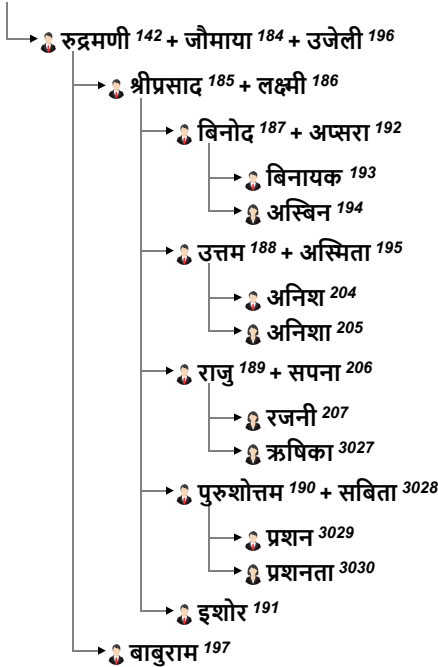 रुद्रमणी 142 + जौमाया 184 + उजेली 196
श्रीप्रसाद 185 + लक्ष्मी 186
बिनोद 187 + अप्सरा 192
बिनायक 193
अस्बिन 194
उत्तम 188 + अस्मिता 195
अनिश 204
अनिशा 205
राजु 189 + सपना 206
रजनी 207
ऋषिका 3027
पुरुशोत्तम 190 + सबिता 3028
प्रशन 3029
प्रशनता 3030
इशोर 191
बाबुराम 197